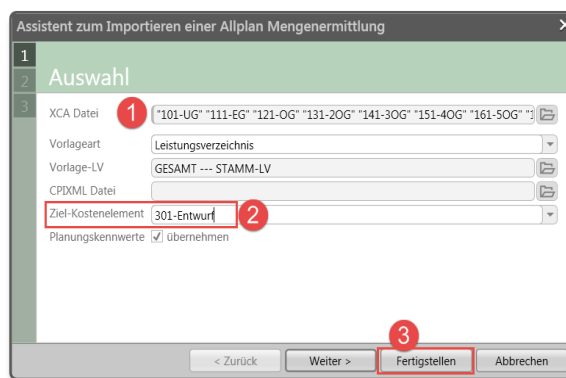 Assistent zum Importieren einer Allplan Mengenermittlung
1
2 Auswahl
3
XCA Datei 1 "101-UG" "111-EG" "121-OG" "131-2OG" "141-3OG" "151-4OG" "161-5OG" "1
Vorlageart Leistungsverzeichnis
Vorlage-LV GESAMT --- STAMM-LV
CPIXML Datei
Ziel-Kostenelement 301-Entwurf 2
Planungskennwerte übernehmen
3
< Zurück Weiter > Fertigstellen Abbrechen